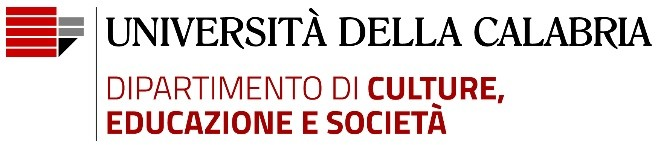 UNIVERSITÀ DELLA CALABRIA
DIPARTIMENTO DI CULTURE,
EDUCAZIONE E SOCIETÀ